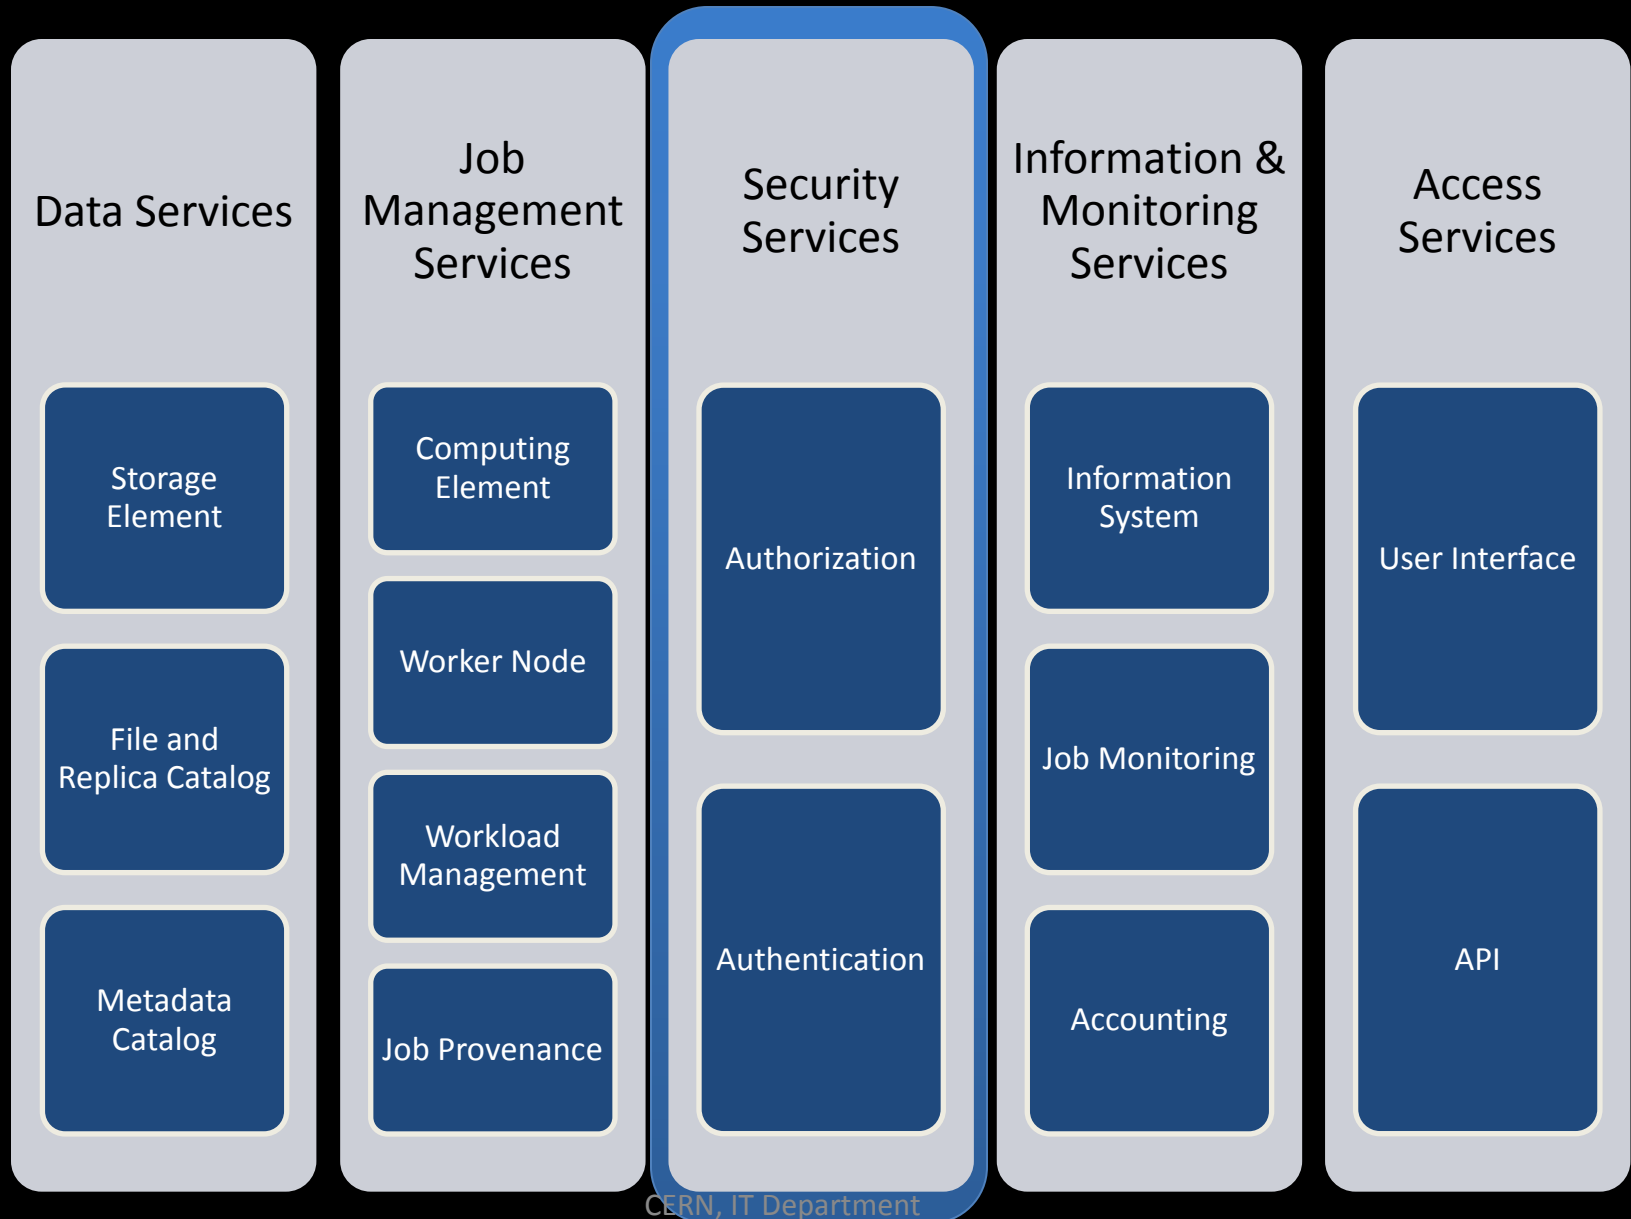 Data Services
Storage
Element
File and
Replica Catalog
Metadata
Catalog
Job
Management
Services
Computing
Element
Worker Node
Workload
Management
Job Provenance
Security
Services
Authorization
Authentication
Information &
Monitoring
Services
Information
System
Job Monitoring
Accounting
Access
Services
User Interface
API
CERN, IT Department